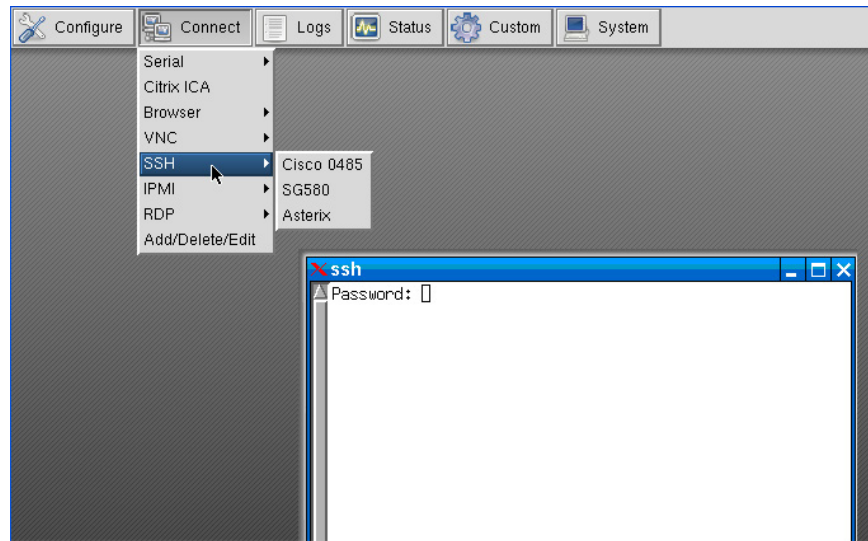 Configure Connect Logs Status Custom System
Serial
Citrix ICA
Browser
VNC
SSH
IPMI
RDP
Add/Delete/Edit
Cisco 0485
SG580
Asterix
ssh
Password: